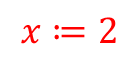 x := 2